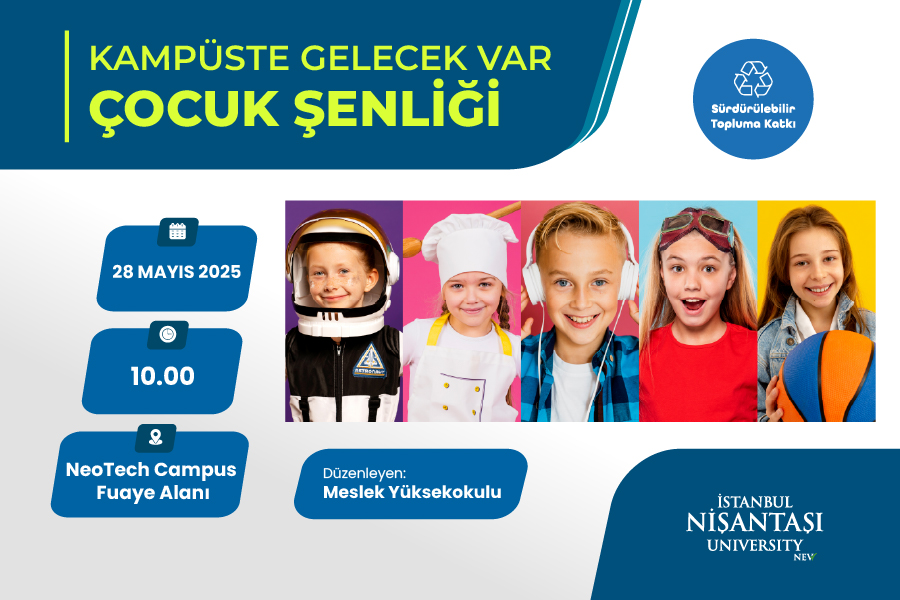 KAMPÜSTE GELECEK VAR
ÇOCUK ŞENLİĞİ
Sürdürülebilir
Topluma Katkı
28 MAYIS 2025
10.00
NeoTech Campus
Fuaye Alanı
ASTRONAUT
Düzenleyen:
Meslek Yüksekokulu
İSTANBUL
NİŞANTAŞI
UNIVERSITY
NEV